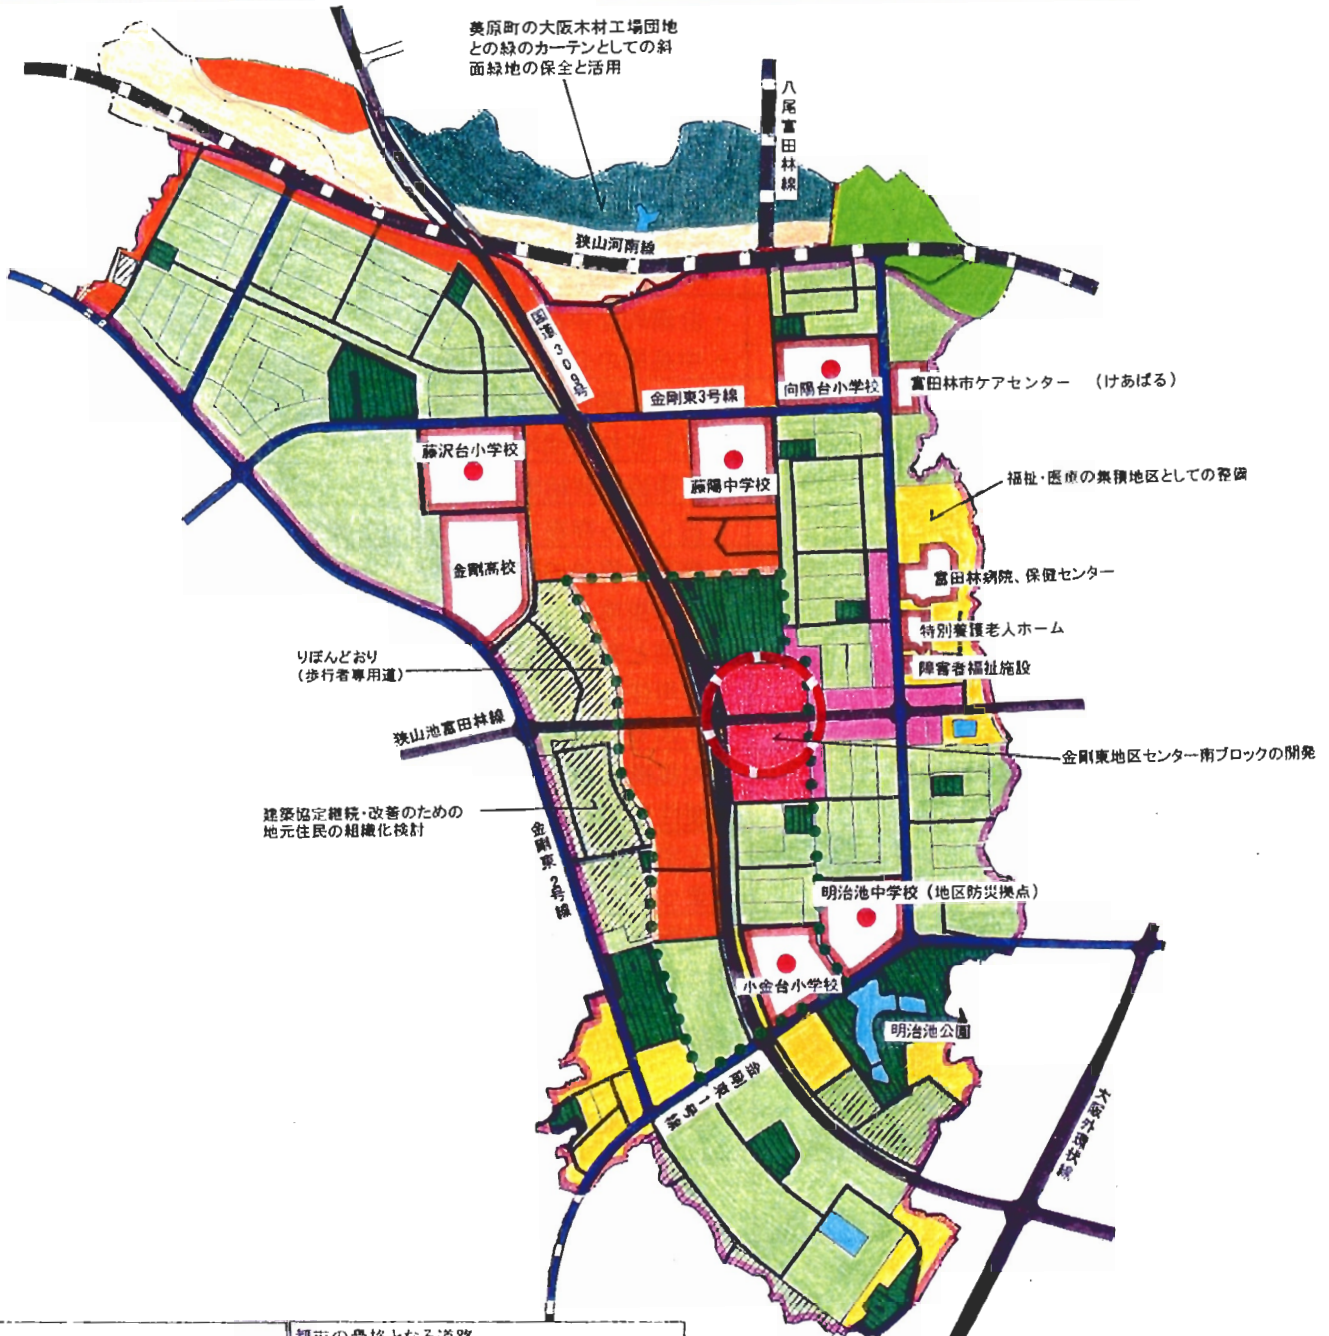 美原町の大阪木材工場団地
との緑のカーテンとしての斜
面緑地の保全と活用
八尾富田林線
狭山河南線
国道309号
金剛東3号線
向陽台小学校
富田林市ケアセンター (けあぱる)
藤沢台小学校
藤陽中学校
福祉・医療の集積地区としての整備
金剛高校
富田林病院、保健センター
特別養護老人ホーム
障害者福祉施設
りぼんどおり
(歩行者専用道)
狭山池富田林線
金剛東地区センター南ブロックの開発
建築協定継続・改善のための
地元住民の組織化検討
金剛東2号線
明治池中学校 (地区防災拠点)
小金台小学校
明治池公園
金剛東1号線
大阪外環状線
都市の骨格となる道路